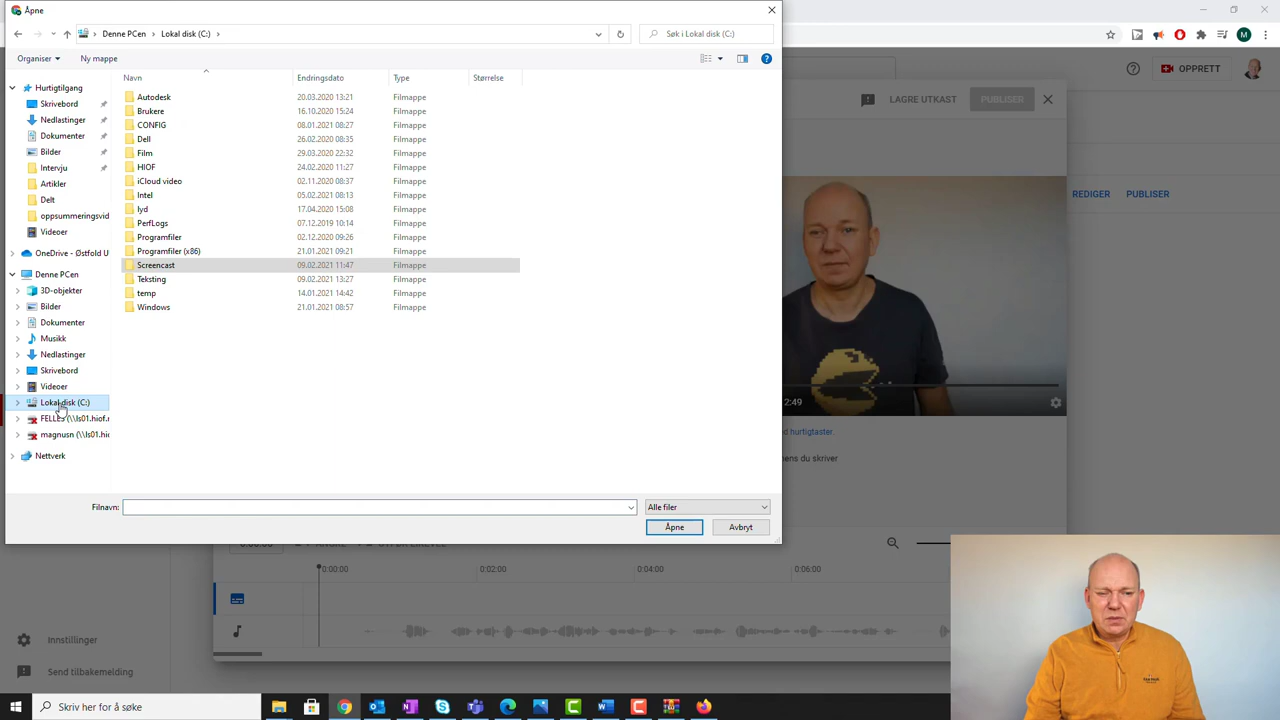 Åpne
Denne PCen > Lokal disk (C:) >
Søk i Lokal disk (C:)
Organiser
Ny mappe
Navn Endringsdato Type Størrelse
Hurtigtilgang
Skrivebord
Nedlastinger
Dokumenter
Bilder
Intervju
Artikler
Delt
oppsummeringsvid
Videoer
OneDrive - Østfold U
Denne PCen
3D-objekter
Bilder
Dokumenter
Musikk
Nedlastinger
Skrivebord
Videoer
Lokal disk (C:)
FELLES (\\ls01.hiof.n
magnusn (\\ls01.hio
Nettverk
Autodesk 20.03.2020 13:21 Filmappe
Brukere 16.10.2020 15:24 Filmappe
CONFIG 08.01.2021 08:27 Filmappe
Dell 26.02.2020 08:35 Filmappe
Film 29.03.2020 22:32 Filmappe
HIOF 24.02.2020 11:27 Filmappe
iCloud video 02.11.2020 08:37 Filmappe
Intel 05.02.2021 08:13 Filmappe
lyd 17.04.2020 15:08 Filmappe
PerfLogs 07.12.2019 10:14 Filmappe
Programfiler 02.12.2020 09:26 Filmappe
Programfiler (x86) 21.01.2021 09:21 Filmappe
Screencast 09.02.2021 11:47 Filmappe
Teksting 09.02.2021 13:27 Filmappe
temp 14.01.2021 14:42 Filmappe
Windows 21.01.2021 08:57 Filmappe
Filnavn:
Alle filer
Åpne
Avbryt
M
OPPRETT
LAGRE UTKAST
PUBLISER
REDIGER
PUBLISER
2:49
d hurtigtaster.
ens du skriver
0:00:00
0:02:00
0:04:00
0:06:00
Innstillinger
Send tilbakemelding
Skriv her for å søke